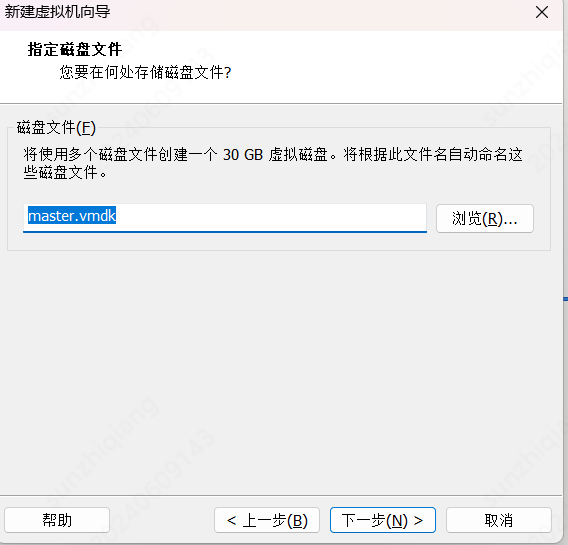 新建虚拟机向导
指定磁盘文件
您要在何处存储磁盘文件?
磁盘文件(F)
将使用多个磁盘文件创建一个 30 GB 虚拟磁盘。将根据此文件名自动命名这
些磁盘文件。
master.vmdk
浏览(R)...
sunzhiqiang
20240609143
帮助
< 上一步(B)
下一步(N) >
取消